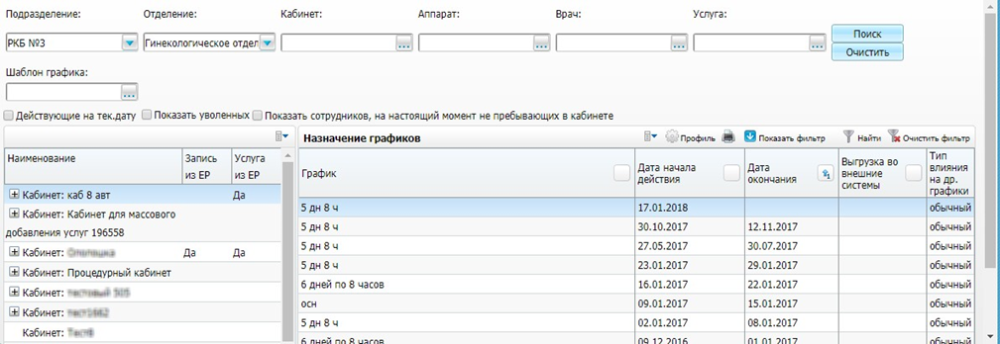 Подразделение: Отделение: Кабинет: Аппарат: Врач: Услуга:
РКБ №3 Гинекологическое отдел ... ... ... ... Поиск
Очистить
Шаблон графика:
...
Действующие на тек.дату Показать уволенных Показать сотрудников, на настоящий момент не пребывающих в кабинете
Назначение графиков Профиль Показать фильтр Найти Очистить фильтр
Наименование Запись из ЕР Услуга из ЕР
Кабинет: каб 8 авт Да
Кабинет: Кабинет для массового
добавления услуг 196558
Кабинет: Да Да
Кабинет: Процедурный кабинет
Кабинет: тестовый 505
Кабинет: тест1662
Кабинет:
График Дата начала действия Дата окончания 1 Выгрузка во внешние системы Тип влияния на др. графики
5 дн 8 ч 17.01.2018 обычный
5 дн 8 ч 30.10.2017 12.11.2017 обычный
5 дн 8 ч 27.05.2017 30.07.2017 обычный
5 дн 8 ч 23.01.2017 29.01.2017 обычный
6 дней по 8 часов 16.01.2017 22.01.2017 обычный
осн 09.01.2017 15.01.2017 обычный
5 дн 8 ч 02.01.2017 08.01.2017 обычный
6 дней по 8 часов 09.12.2016 01.01.2017 обычный